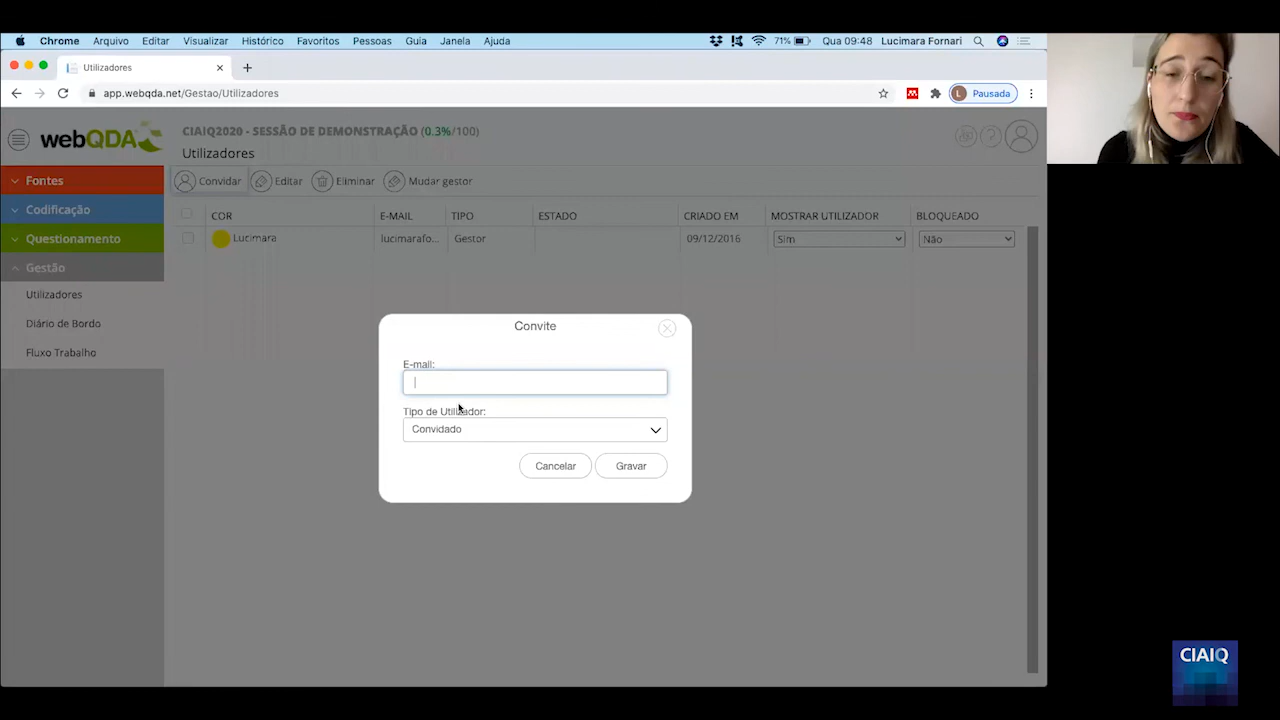 Chrome Arquivo Editar Visualizar Histórico Favoritos Pessoas Guia Janela Ajuda 71% Qua 09:48 Lucimara Fornari
Utilizadores
app.webqda.net/Gestao/Utilizadores L Pausada
webQDA
CIAIQ2020 - SESSÃO DE DEMONSTRAÇÃO (0.3%/100)
Utilizadores
Convidar Editar Eliminar Mudar gestor
Fontes
Codificação
Questionamento
Gestão
Utilizadores
Diário de Bordo
Fluxo Trabalho
COR E-MAIL TIPO ESTADO CRIADO EM MOSTRAR UTILIZADOR BLOQUEADO
Lucimara lucimarafo... Gestor 09/12/2016 Sim Não
Convite
E-mail:
Tipo de Utilizador:
Convidado
Cancelar Gravar
CIAIQ